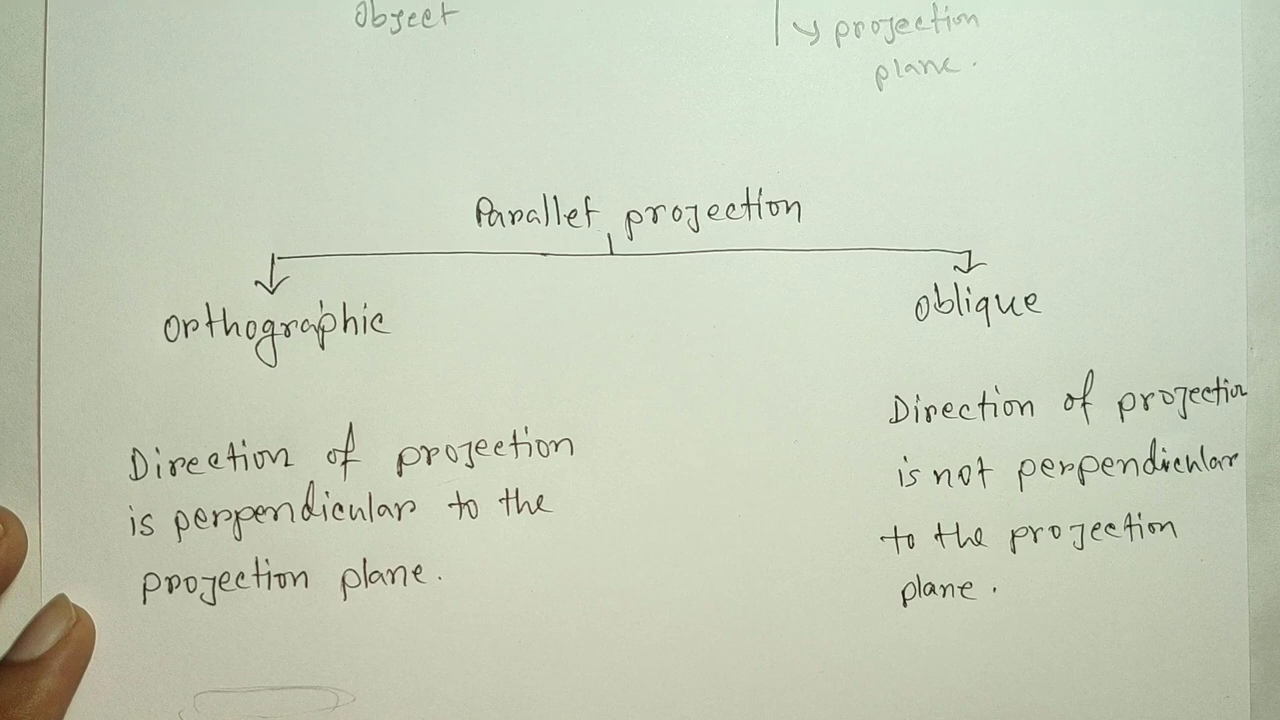 Object
projection
plane.
Parallel projection
Orthographic
Oblique
Direction of projection
is perpendicular to the
projection plane.
Direction of projection
is not perpendicular
to the projection
plane.